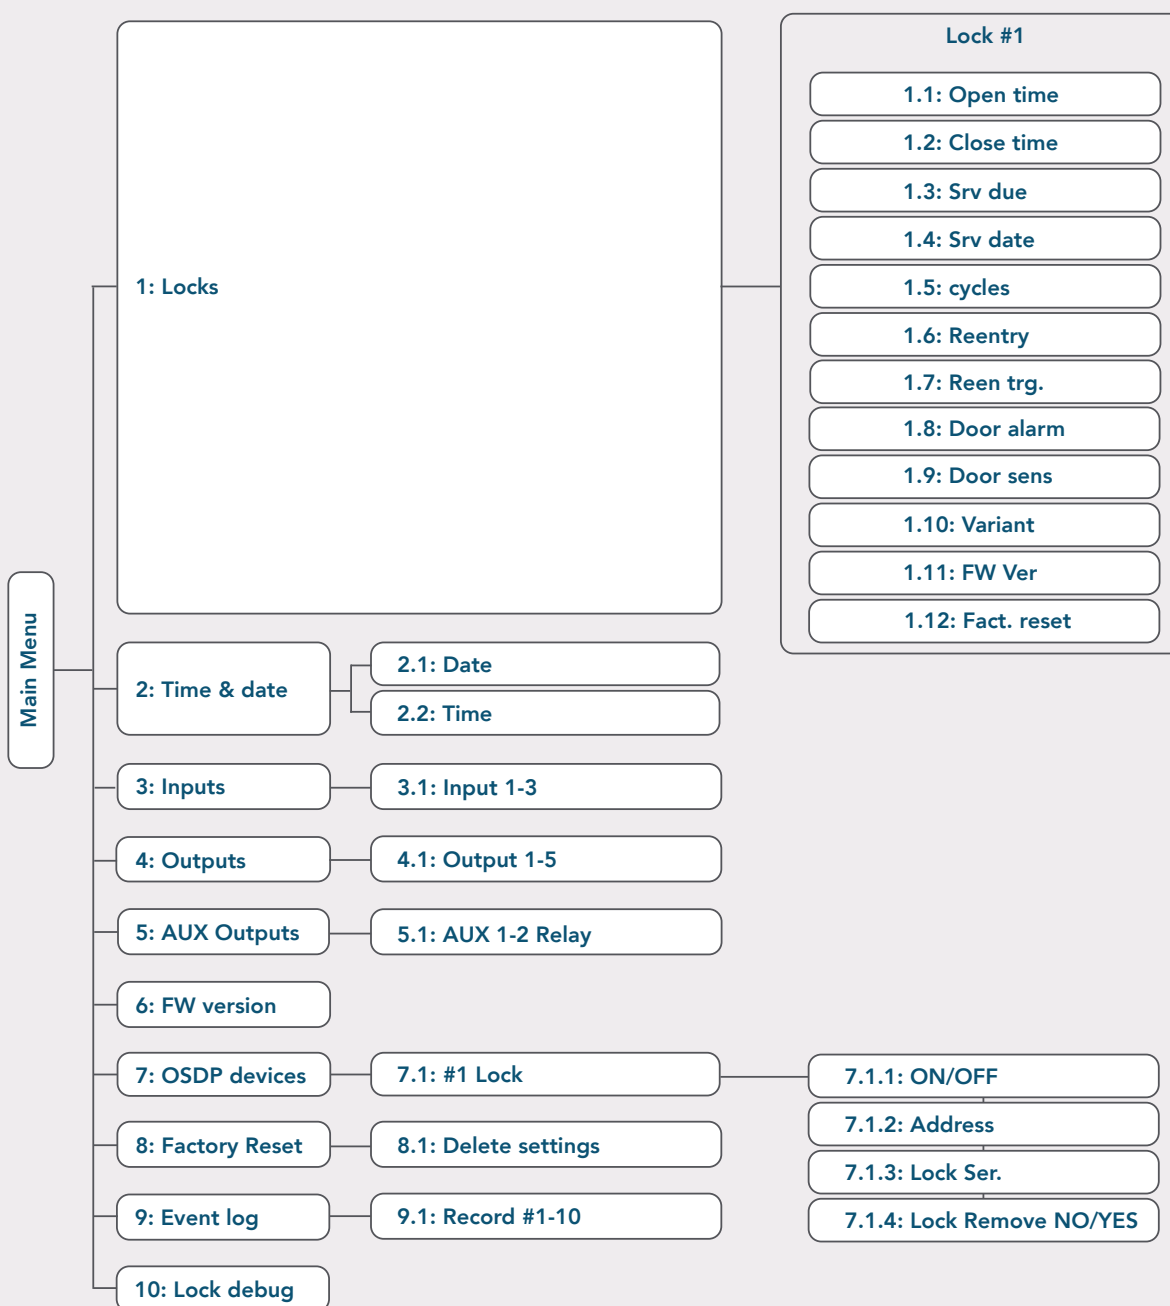 Main Menu
1: Locks
Lock #1
1.1: Open time
1.2: Close time
1.3: Srv due
1.4: Srv date
1.5: cycles
1.6: Reentry
1.7: Reen trg.
1.8: Door alarm
1.9: Door sens
1.10: Variant
1.11: FW Ver
1.12: Fact. reset
2: Time & date
2.1: Date
2.2: Time
3: Inputs
3.1: Input 1-3
4: Outputs
4.1: Output 1-5
5: AUX Outputs
5.1: AUX 1-2 Relay
6: FW version
7: OSDP devices
7.1: #1 Lock
7.1.1: ON/OFF
7.1.2: Address
7.1.3: Lock Ser.
7.1.4: Lock Remove NO/YES
8: Factory Reset
8.1: Delete settings
9: Event log
9.1: Record #1-10
10: Lock debug